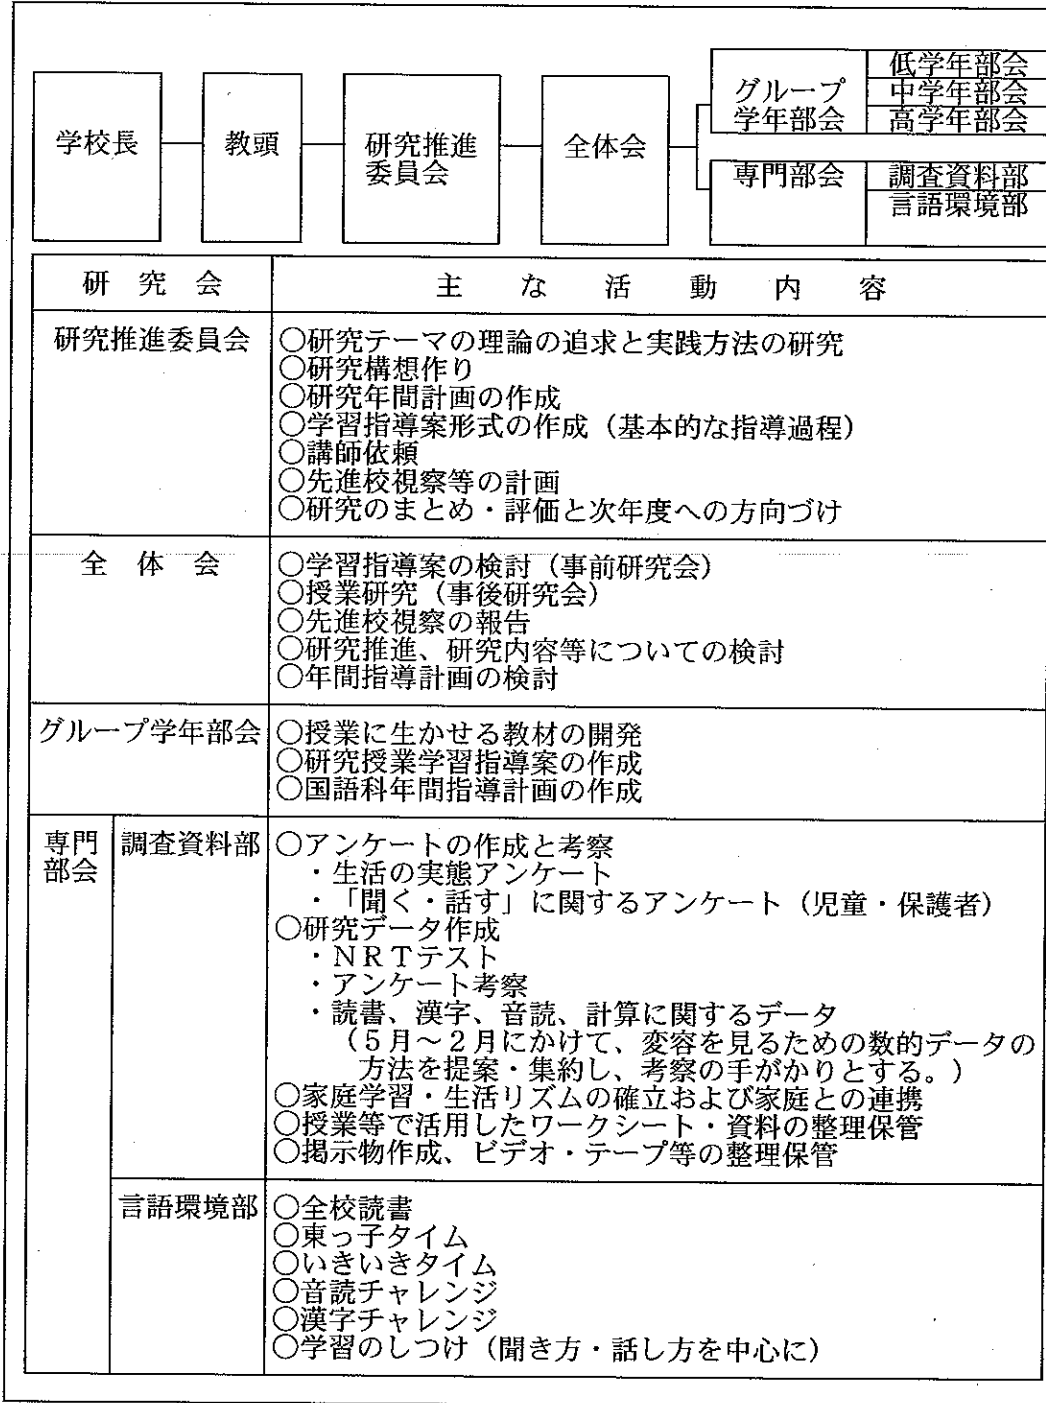 学校長
教頭
研究推進
委員会
全体会
グループ
学年部会
低学年部会
中学年部会
高学年部会
専門部会
調査資料部
言語環境部
研究会 主な活動内容
研究推進委員会
○研究テーマの理論の追求と実践方法の研究
○研究構想作り
○研究年間計画の作成
○学習指導案形式の作成（基本的な指導過程）
○講師依頼
○先進校視察等の計画
○研究のまとめ・評価と次年度への方向づけ
全体会
○学習指導案の検討（事前研究会）
○授業研究（事後研究会）
○先進校視察の報告
○研究推進、研究内容等についての検討
○年間指導計画の検討
グループ学年部会
○授業に生かせる教材の開発
○研究授業学習指導案の作成
○国語科年間指導計画の作成
専門
部会
調査資料部
○アンケートの作成と考察
・生活の実態アンケート
・「聞く・話す」に関するアンケート（児童・保護者）
○研究データ作成
・ＮＲＴテスト
・アンケート考察
・読書、漢字、音読、計算に関するデータ
（５月～２月にかけて、変容を見るための数的データの
方法を提案・集約し、考察の手がかりとする。）
○家庭学習・生活リズムの確立および家庭との連携
○授業等で活用したワークシート・資料の整理保管
○掲示物作成、ビデオ・テープ等の整理保管
言語環境部
○全校読書
○東っ子タイム
○いきいきタイム
○音読チャレンジ
○漢字チャレンジ
○学習のしつけ（聞き方・話し方を中心に）